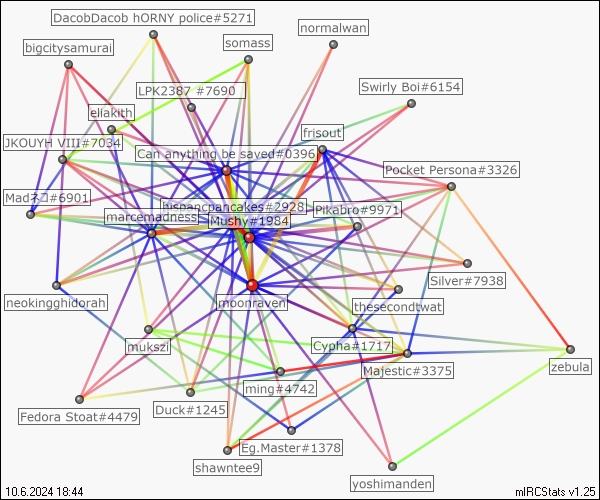 DacobDacob hORNY police#5271
normalwan
bigcitysamurai
somass
LPK2387 #7690
Swirly Boi#6154
eliakith
frisout
JKOUYH VIII#7034
Can anything be saved#0396
Pocket Persona#3326
Madネコ#6901
hispanicpancakes#2928
Pikabro#9971
marcemadness
Mushy#1984
Silver#7938
neokingghidorah
moonraven
thesecondtwat
mukszi
Cypha#1717
Majestic#3375
zebula
ming#4742
Fedora Stoat#4479
Duck#1245
Eg.Master#1378
shawntee9
yoshimanden
10.6.2024 18:44
mIRCStats v1.25